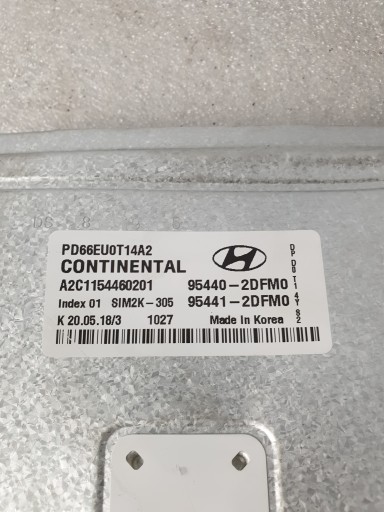 PD66EU0T14A2
CONTINENTAL
A2C1154460201 95440-2DFM0
Index 01 SIM2K-305 95441-2DFM0
K 20.05.18/3 1027 Made in Korea